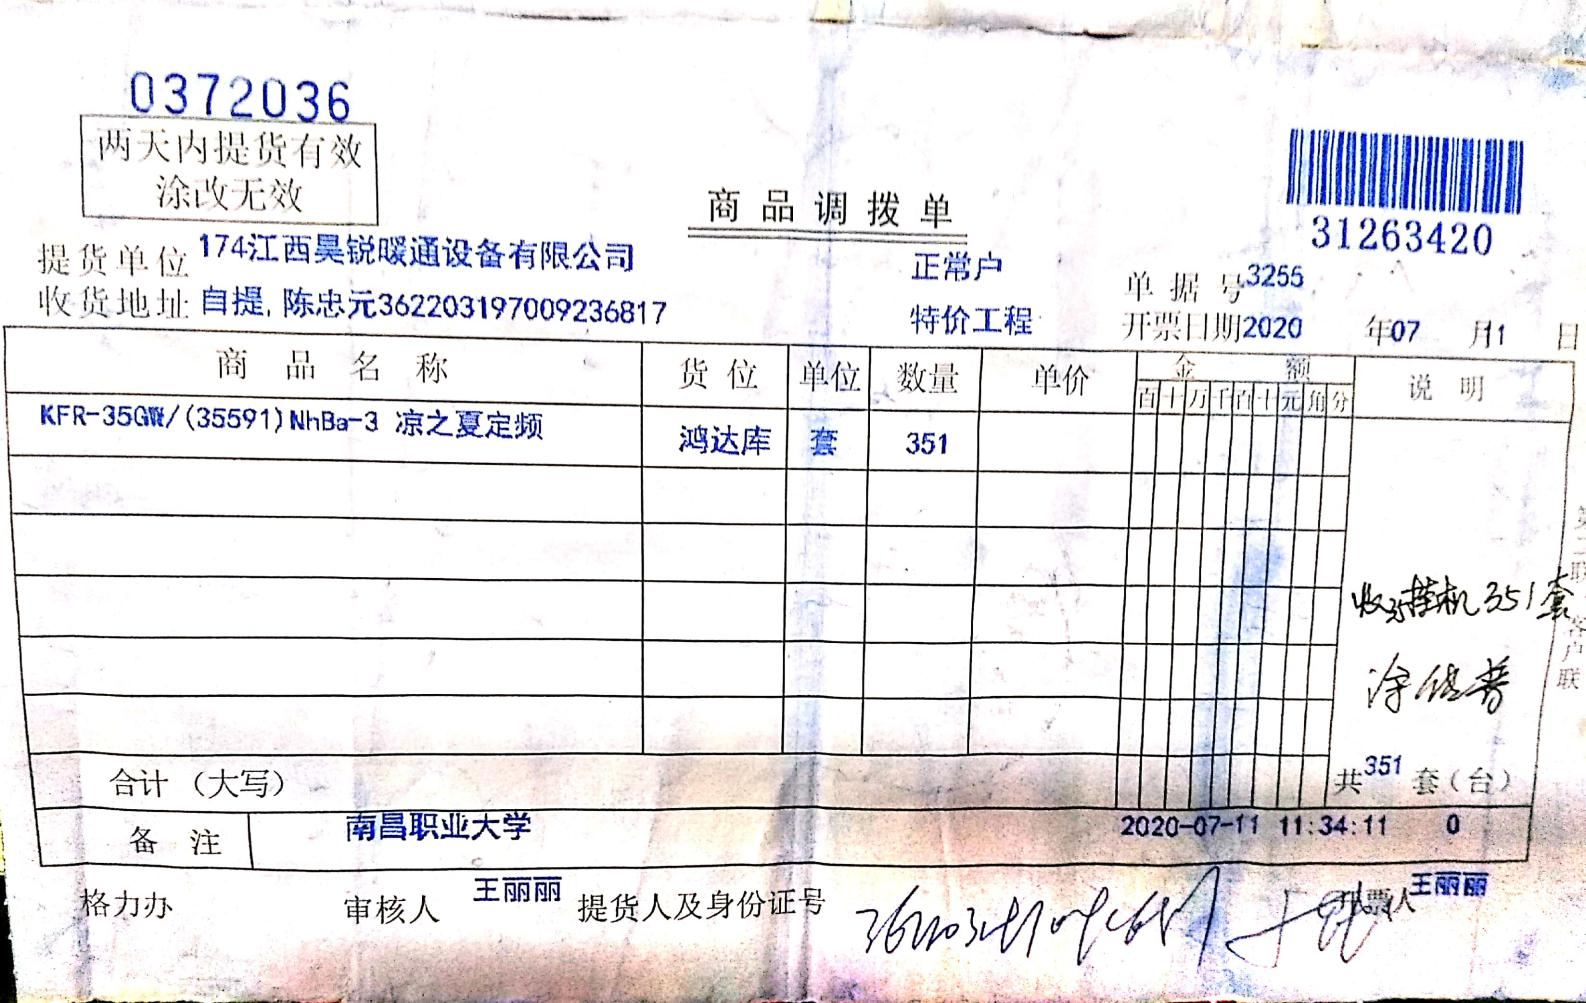 0372036
两天内提货有效
涂改无效
商品调拨单
31263420
提货单位 174江西昊锐暖通设备有限公司
正常户
单据号 3255
收货地址 自提, 陈忠元362203197009236817
特价工程
开票日期2020 年07 月11 日
商品名称 货位 单位 数量 单价 金额 说明
百十万千百十元角分
KFR-35GW/(35591)NhBa-3 凉之夏定频 鸿达库 套 351
收到挂机351套
第二联 客户联
合计（大写） 共351 套（台）
备注 南昌职业大学 2020-07-11 11:34:11 0
格力办 审核人 王丽丽 提货人及身份证号 开票人 王丽丽